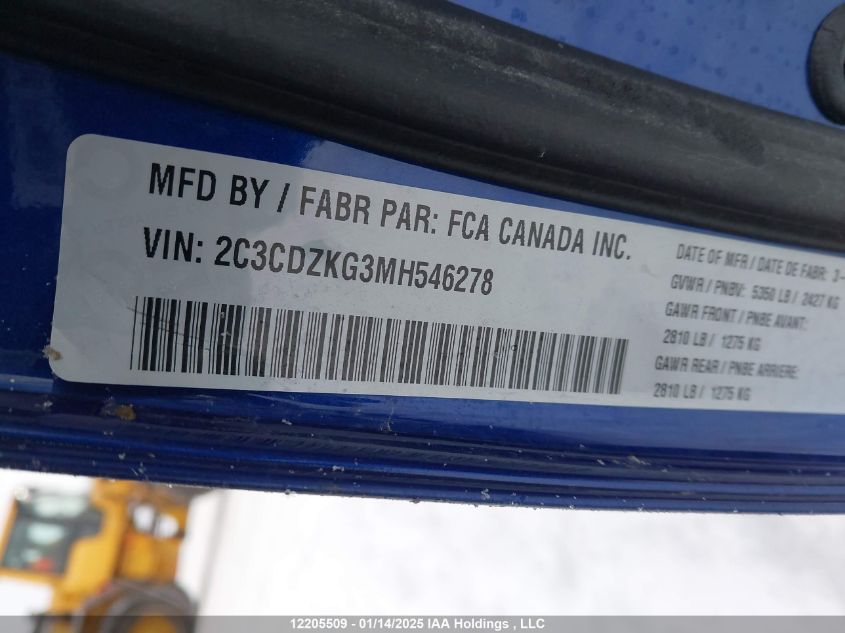 MFD BY / FABR PAR: FCA CANADA INC.
VIN: 2C3CDZKG3MH546278
DATE OF MFR / DATE DE FABR: 3-
GVWR / PNBV: 5350 LB / 2427 KG
GAWR FRONT / PNBE AVANT:
2810 LB / 1275 KG
GAWR REAR / PNBE ARRIERE:
2810 LB / 1275 KG
12205509 - 01/14/2025 IAA Holdings , LLC